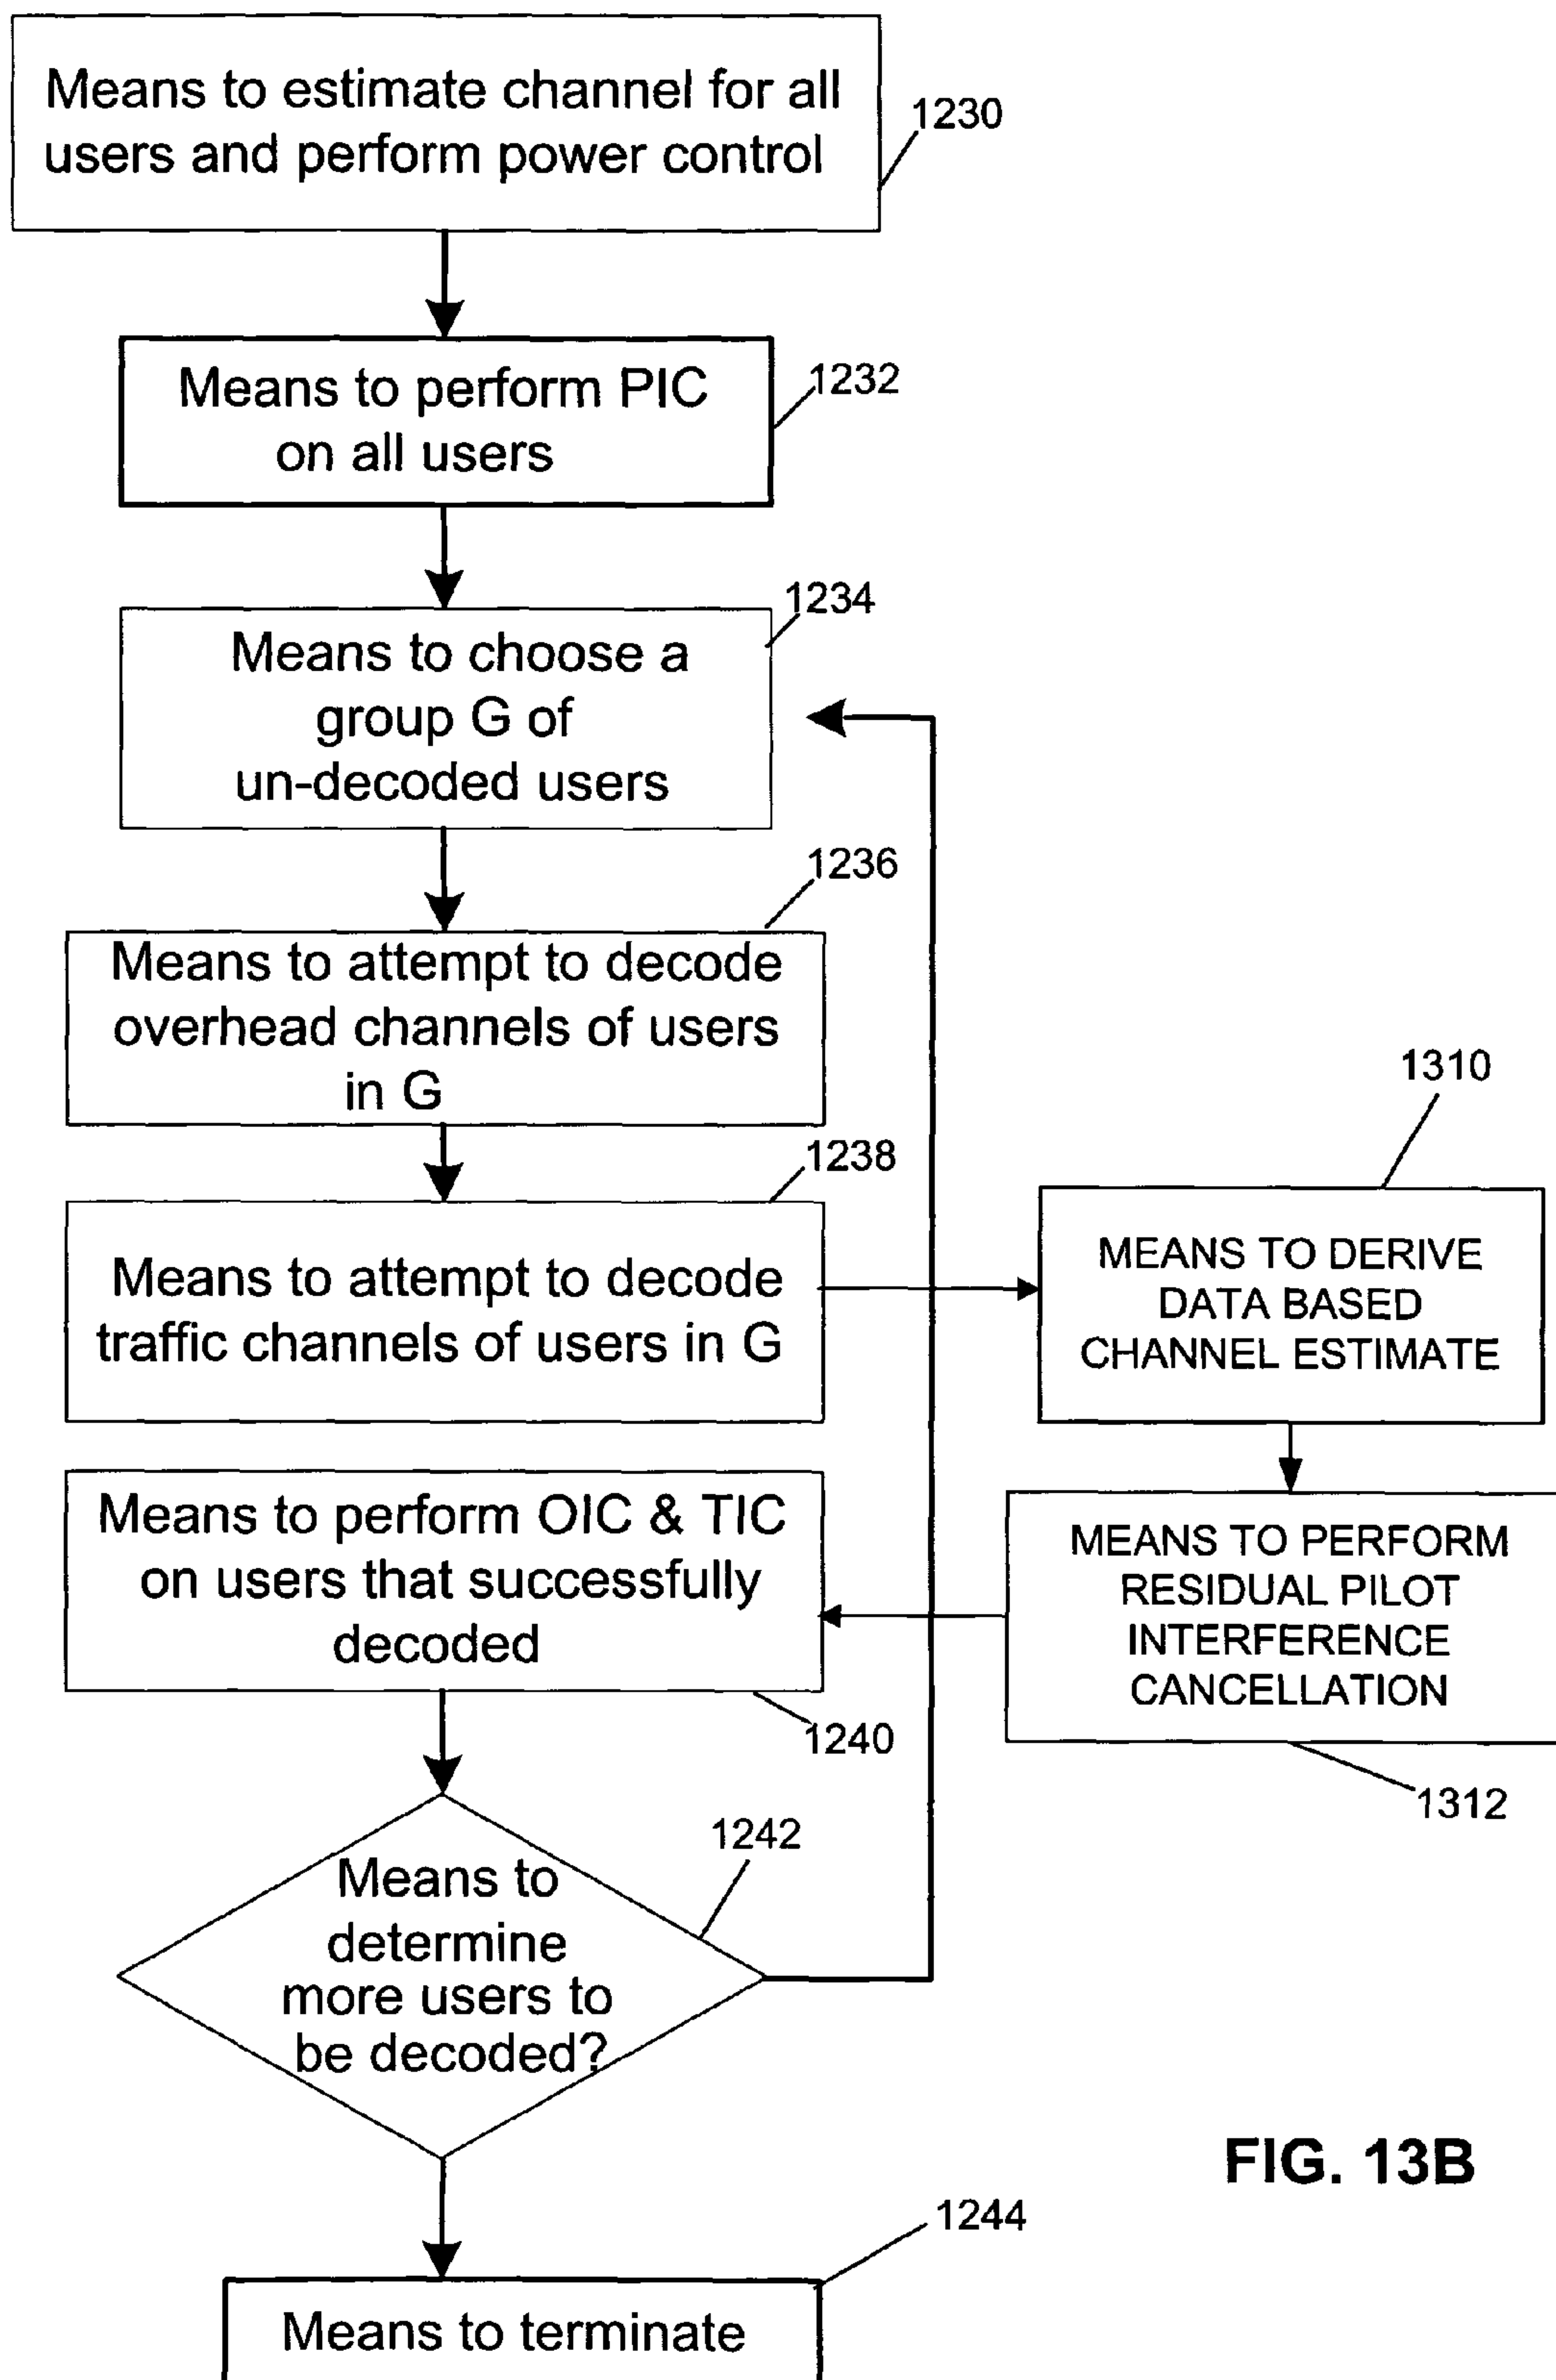 Means to estimate channel for all
users and perform power control
1230
Means to perform PIC
on all users
1232
1234
Means to choose a
group G of
un-decoded users
1236
Means to attempt to decode
overhead channels of users
in G
1238
Means to attempt to decode
traffic channels of users in G
1310
MEANS TO DERIVE
DATA BASED
CHANNEL ESTIMATE
MEANS TO PERFORM
RESIDUAL PILOT
INTERFERENCE
CANCELLATION
1312
Means to perform OIC & TIC
on users that successfully
decoded
1240
1242
Means to
determine
more users to
be decoded?
FIG. 13B
1244
Means to terminate